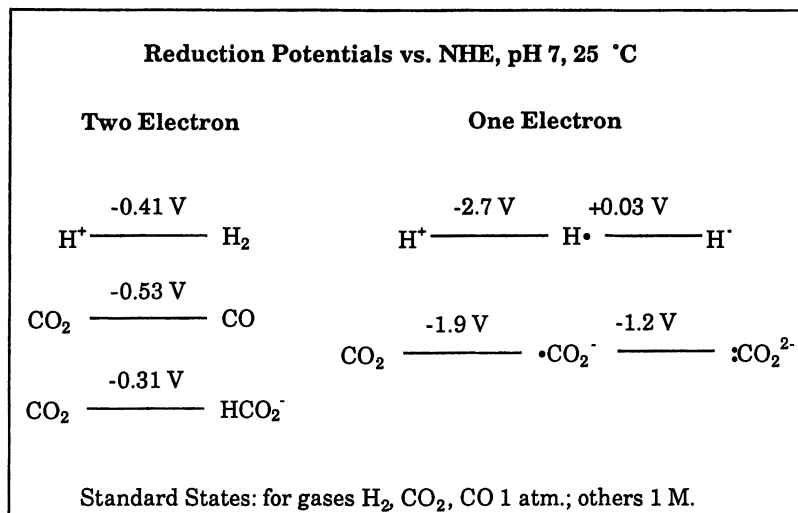 Reduction Potentials vs. NHE, pH 7, 25 °C
Two Electron
One Electron
-0.41 V
H⁺ H₂
-2.7 V +0.03 V
H⁺ H• H⁻
-0.53 V
CO₂ CO
-1.9 V -1.2 V
CO₂ •CO₂⁻ :CO₂²⁻
-0.31 V
CO₂ HCO₂⁻
Standard States: for gases H₂, CO₂, CO 1 atm.; others 1 M.